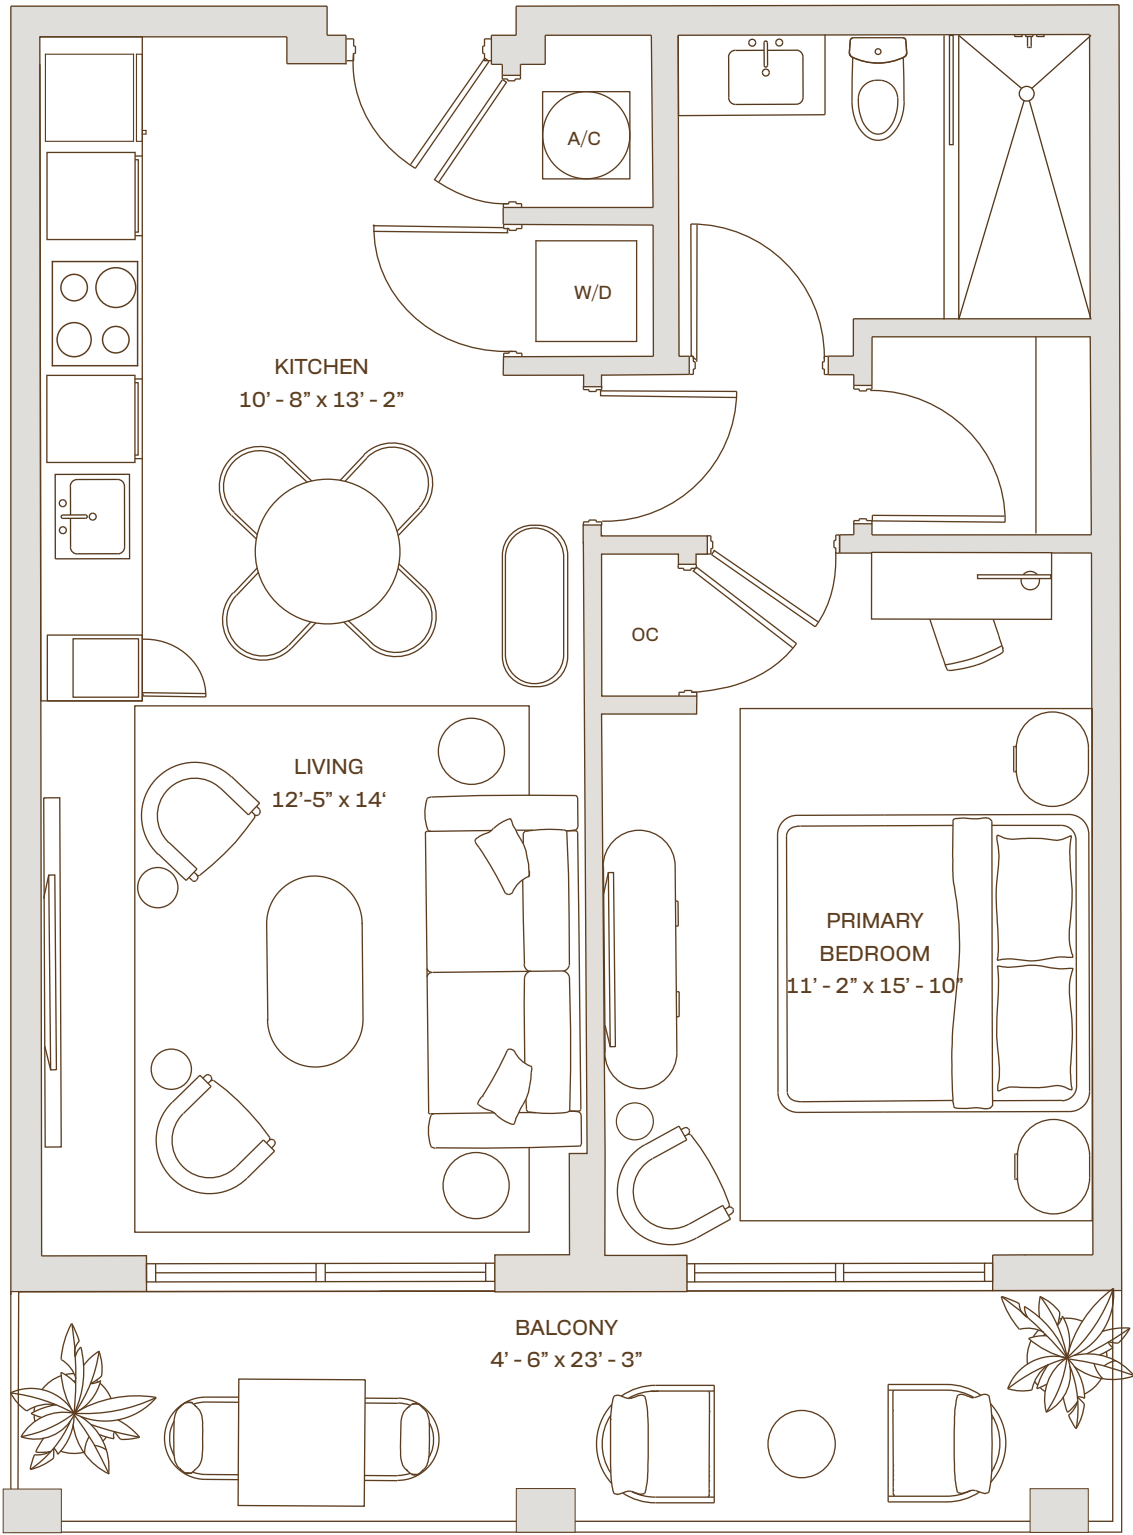 A/C
W/D
KITCHEN
10’ - 8” x 13’ - 2”
OC
LIVING
12’-5” x 14‘
PRIMARY
BEDROOM
11’ - 2” x 15’ - 10”
BALCONY
4’ - 6” x 23’ - 3”